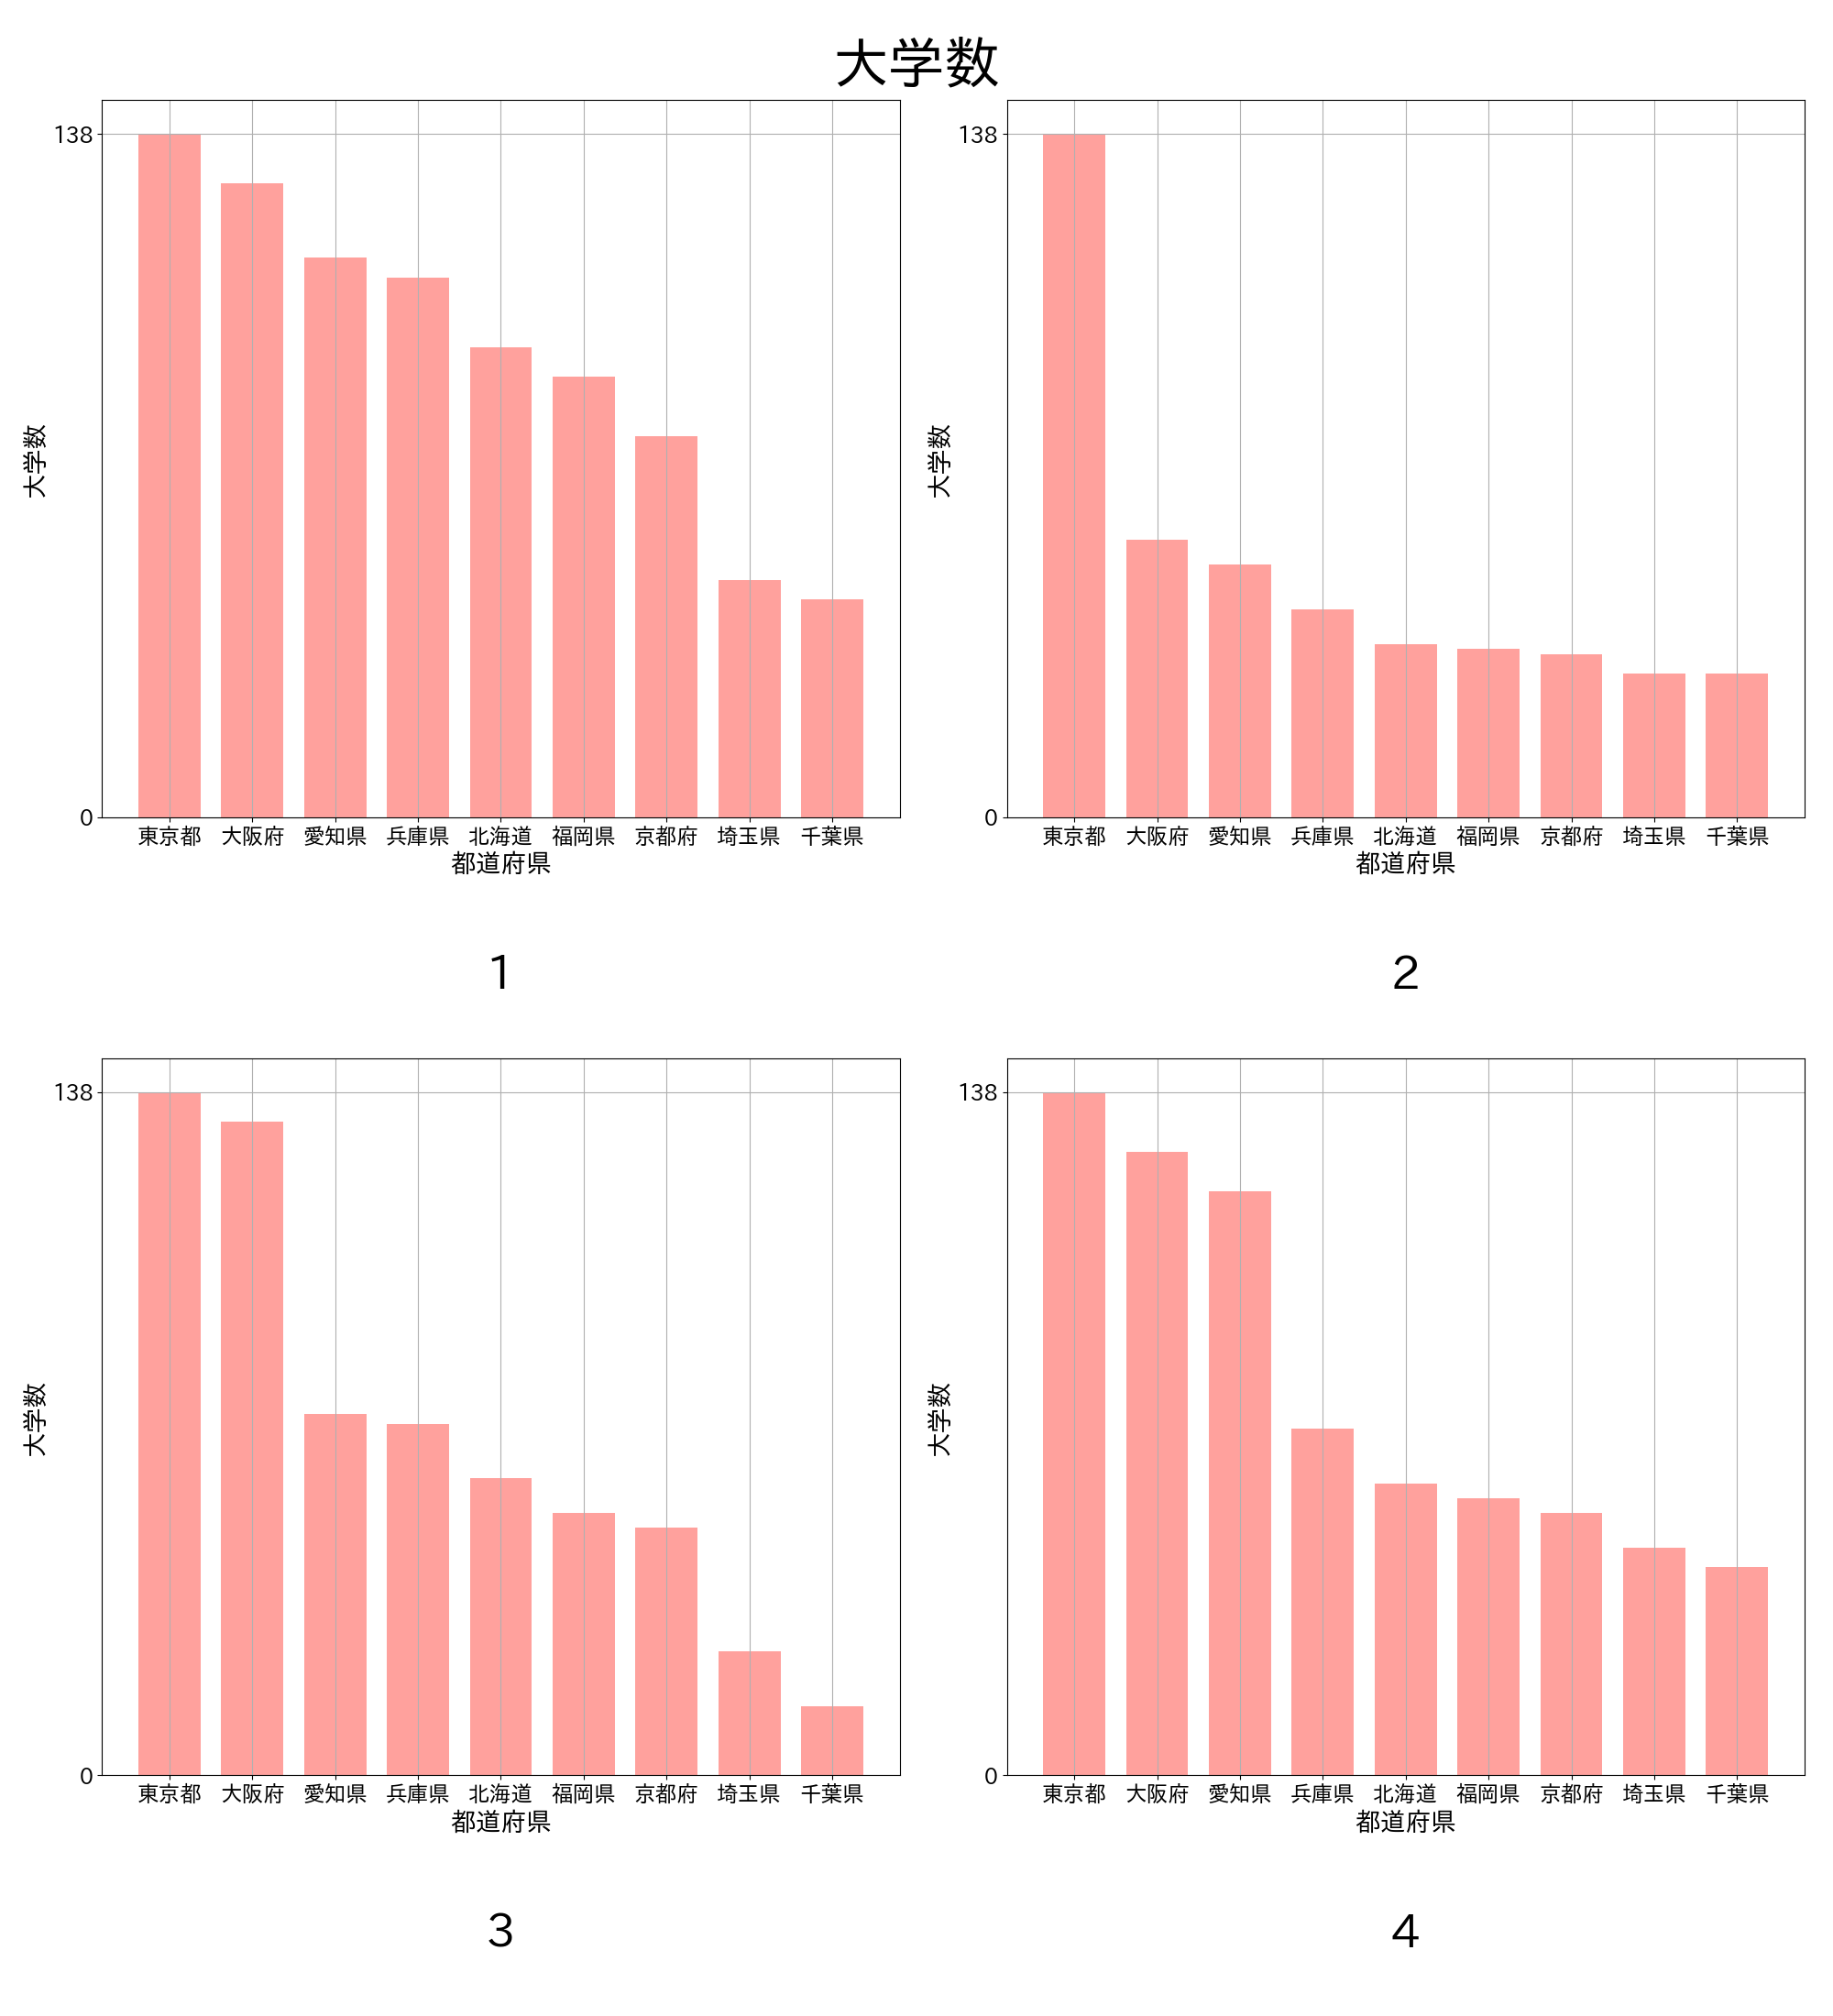 大学数
138
0
大学数
東京都 大阪府 愛知県 兵庫県 北海道 福岡県 京都府 埼玉県 千葉県
都道府県
1
138
0
大学数
東京都 大阪府 愛知県 兵庫県 北海道 福岡県 京都府 埼玉県 千葉県
都道府県
2
138
0
大学数
東京都 大阪府 愛知県 兵庫県 北海道 福岡県 京都府 埼玉県 千葉県
都道府県
3
138
0
大学数
東京都 大阪府 愛知県 兵庫県 北海道 福岡県 京都府 埼玉県 千葉県
都道府県
4